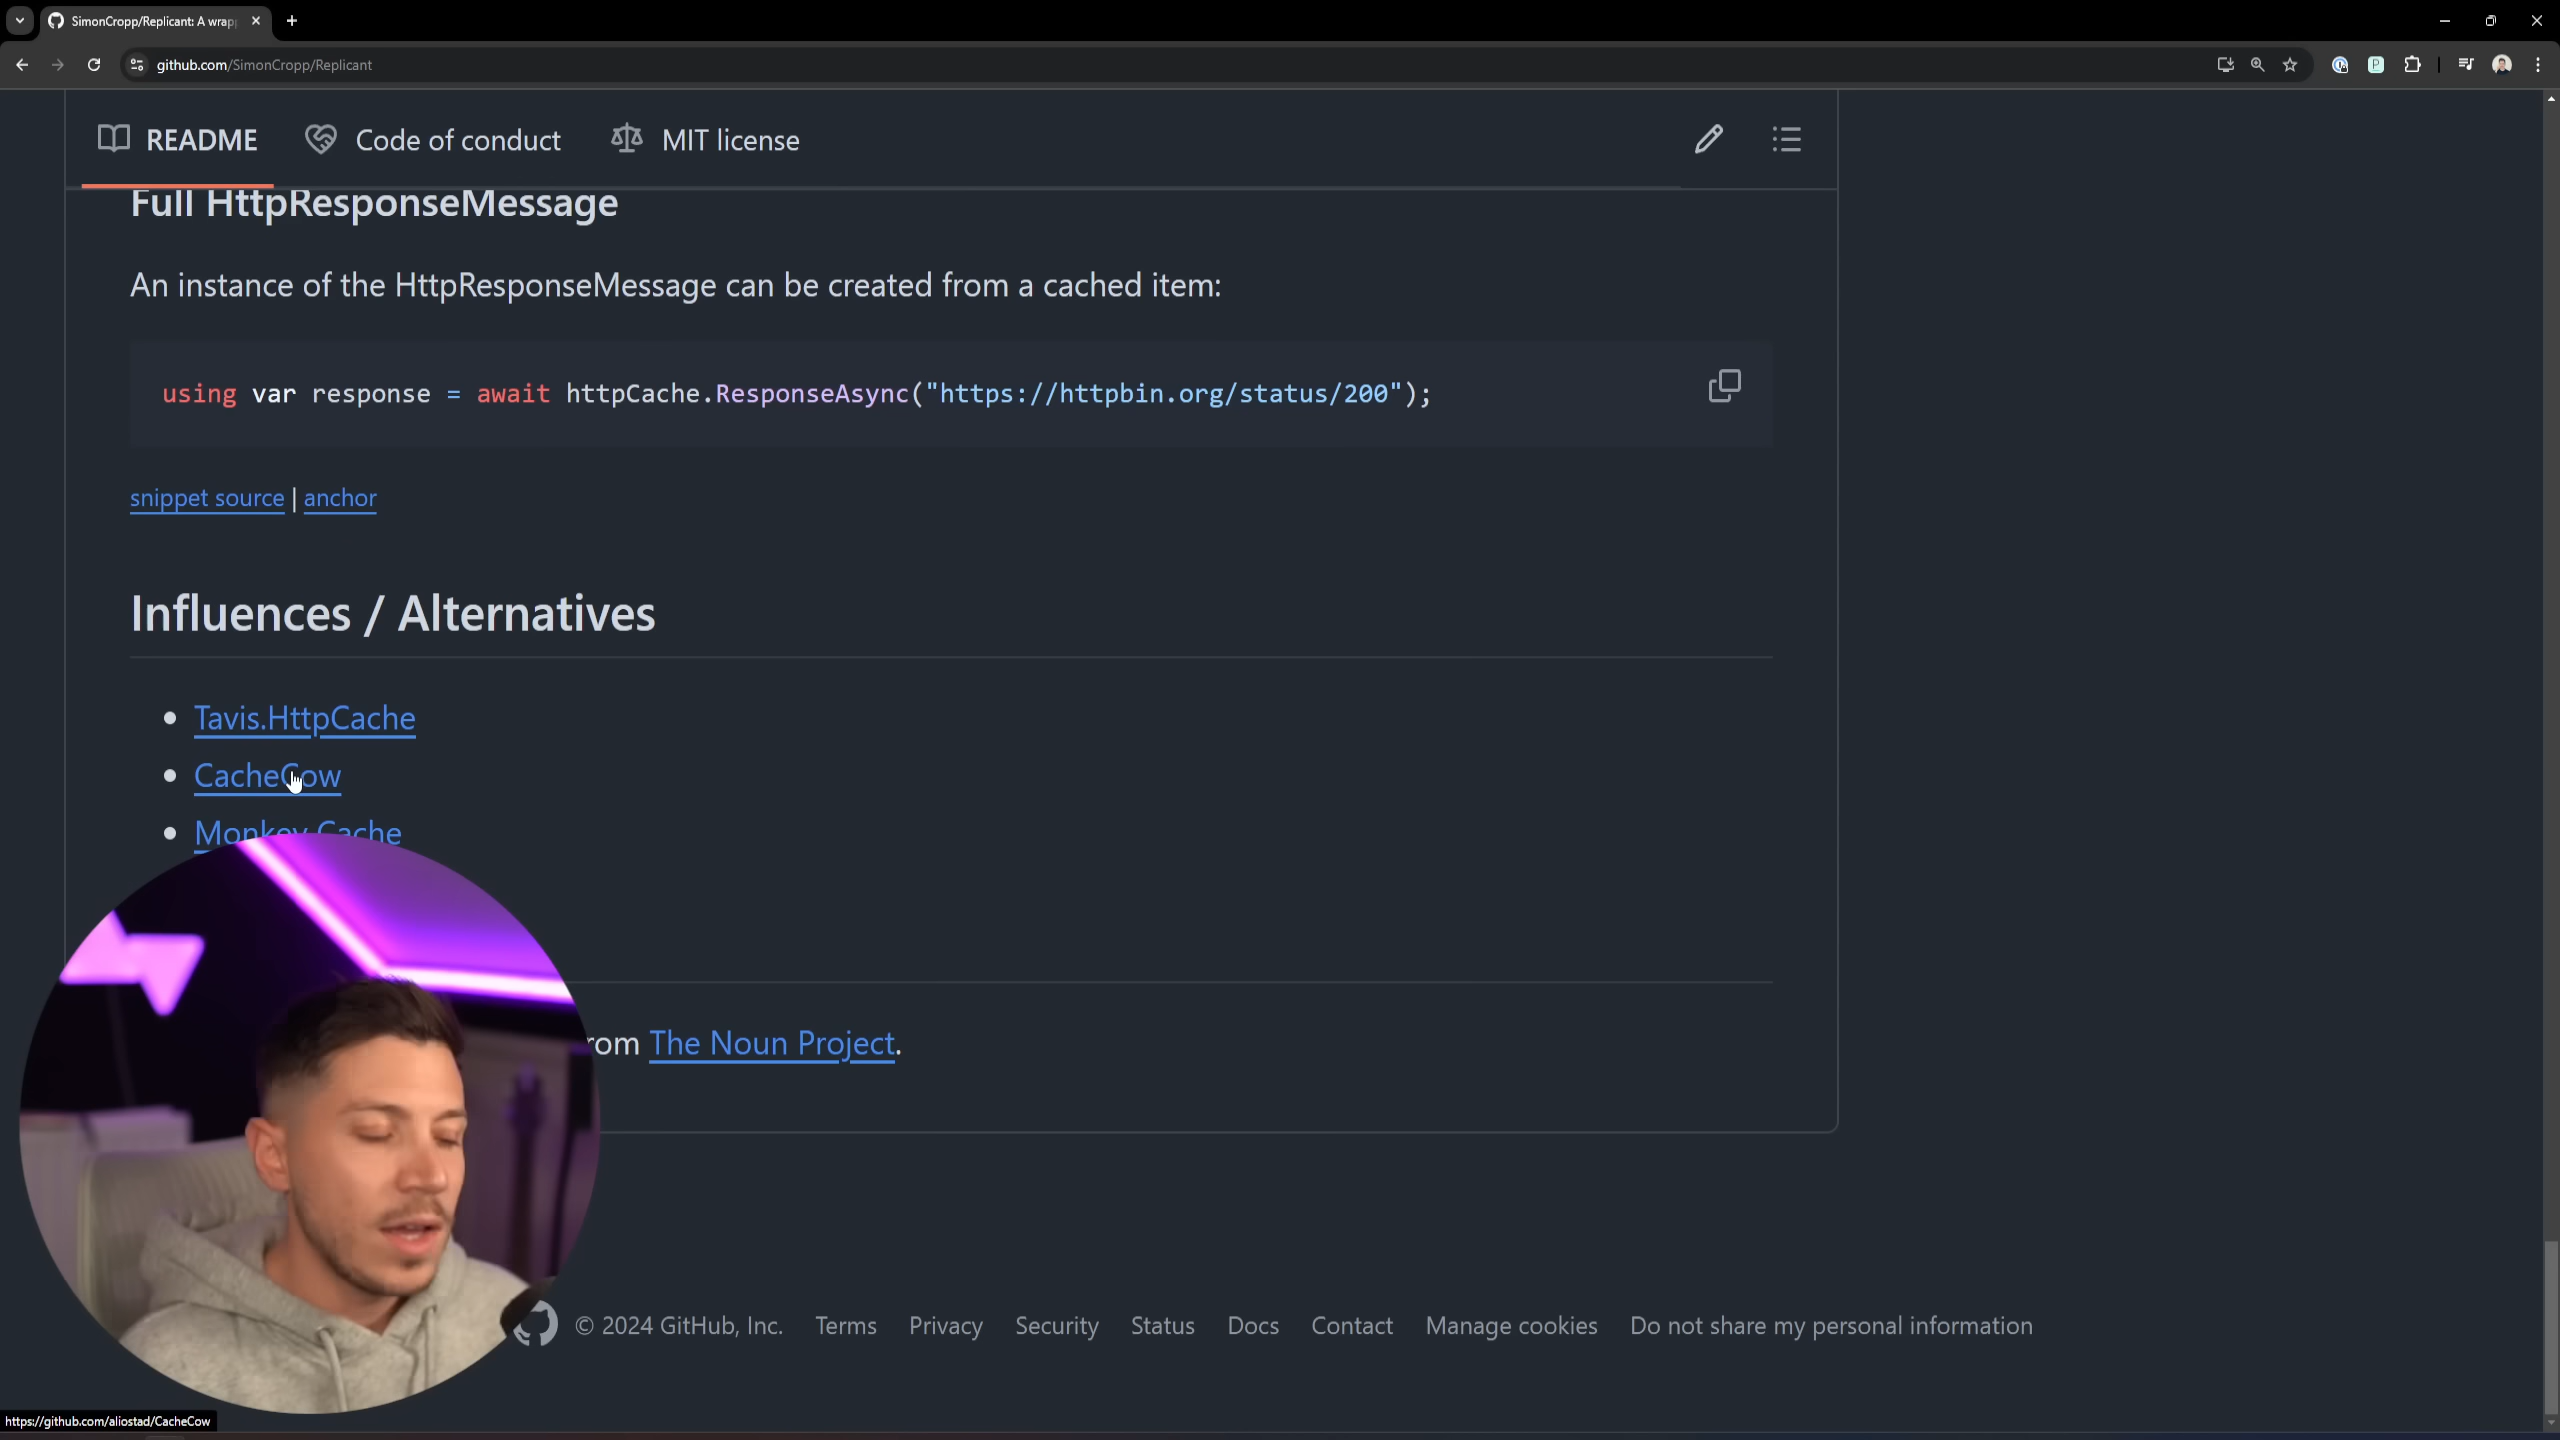 SimonCropp/Replicant: A wrap
github.com/SimonCropp/Replicant
README
Code of conduct
MIT license
Full HttpResponseMessage
An instance of the HttpResponseMessage can be created from a cached item:
using var response = await httpCache.ResponseAsync("https://httpbin.org/status/200");
snippet source | anchor
Influences / Alternatives
Tavis.HttpCache
CacheCow
Monkey Cache
from The Noun Project.
© 2024 GitHub, Inc. Terms Privacy Security Status Docs Contact Manage cookies Do not share my personal information
https://github.com/aliostad/CacheCow